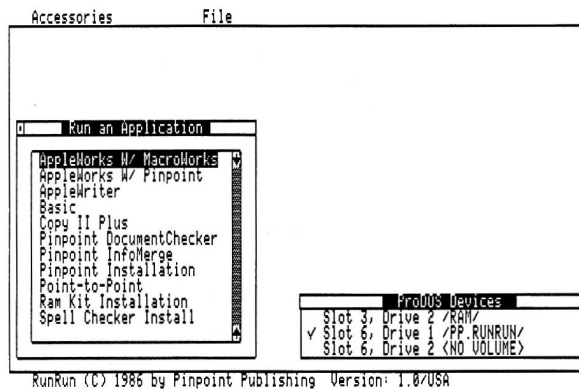 Accessories File
Run an Application
AppleWorks W/ MacroWorks
AppleWorks W/ Pinpoint
AppleWriter
Basic
Copy II Plus
Pinpoint DocumentChecker
Pinpoint InfoMerge
Pinpoint Installation
Point-to-Point
Ram Kit Installation
Spell Checker Install
ProDOS Devices
Slot 3, Drive 2 /RAM/
✓ Slot 6, Drive 1 /PP.RUNRUN/
Slot 6, Drive 2 <NO VOLUME>
RunRun (C) 1986 by Pinpoint Publishing Version: 1.0/USA